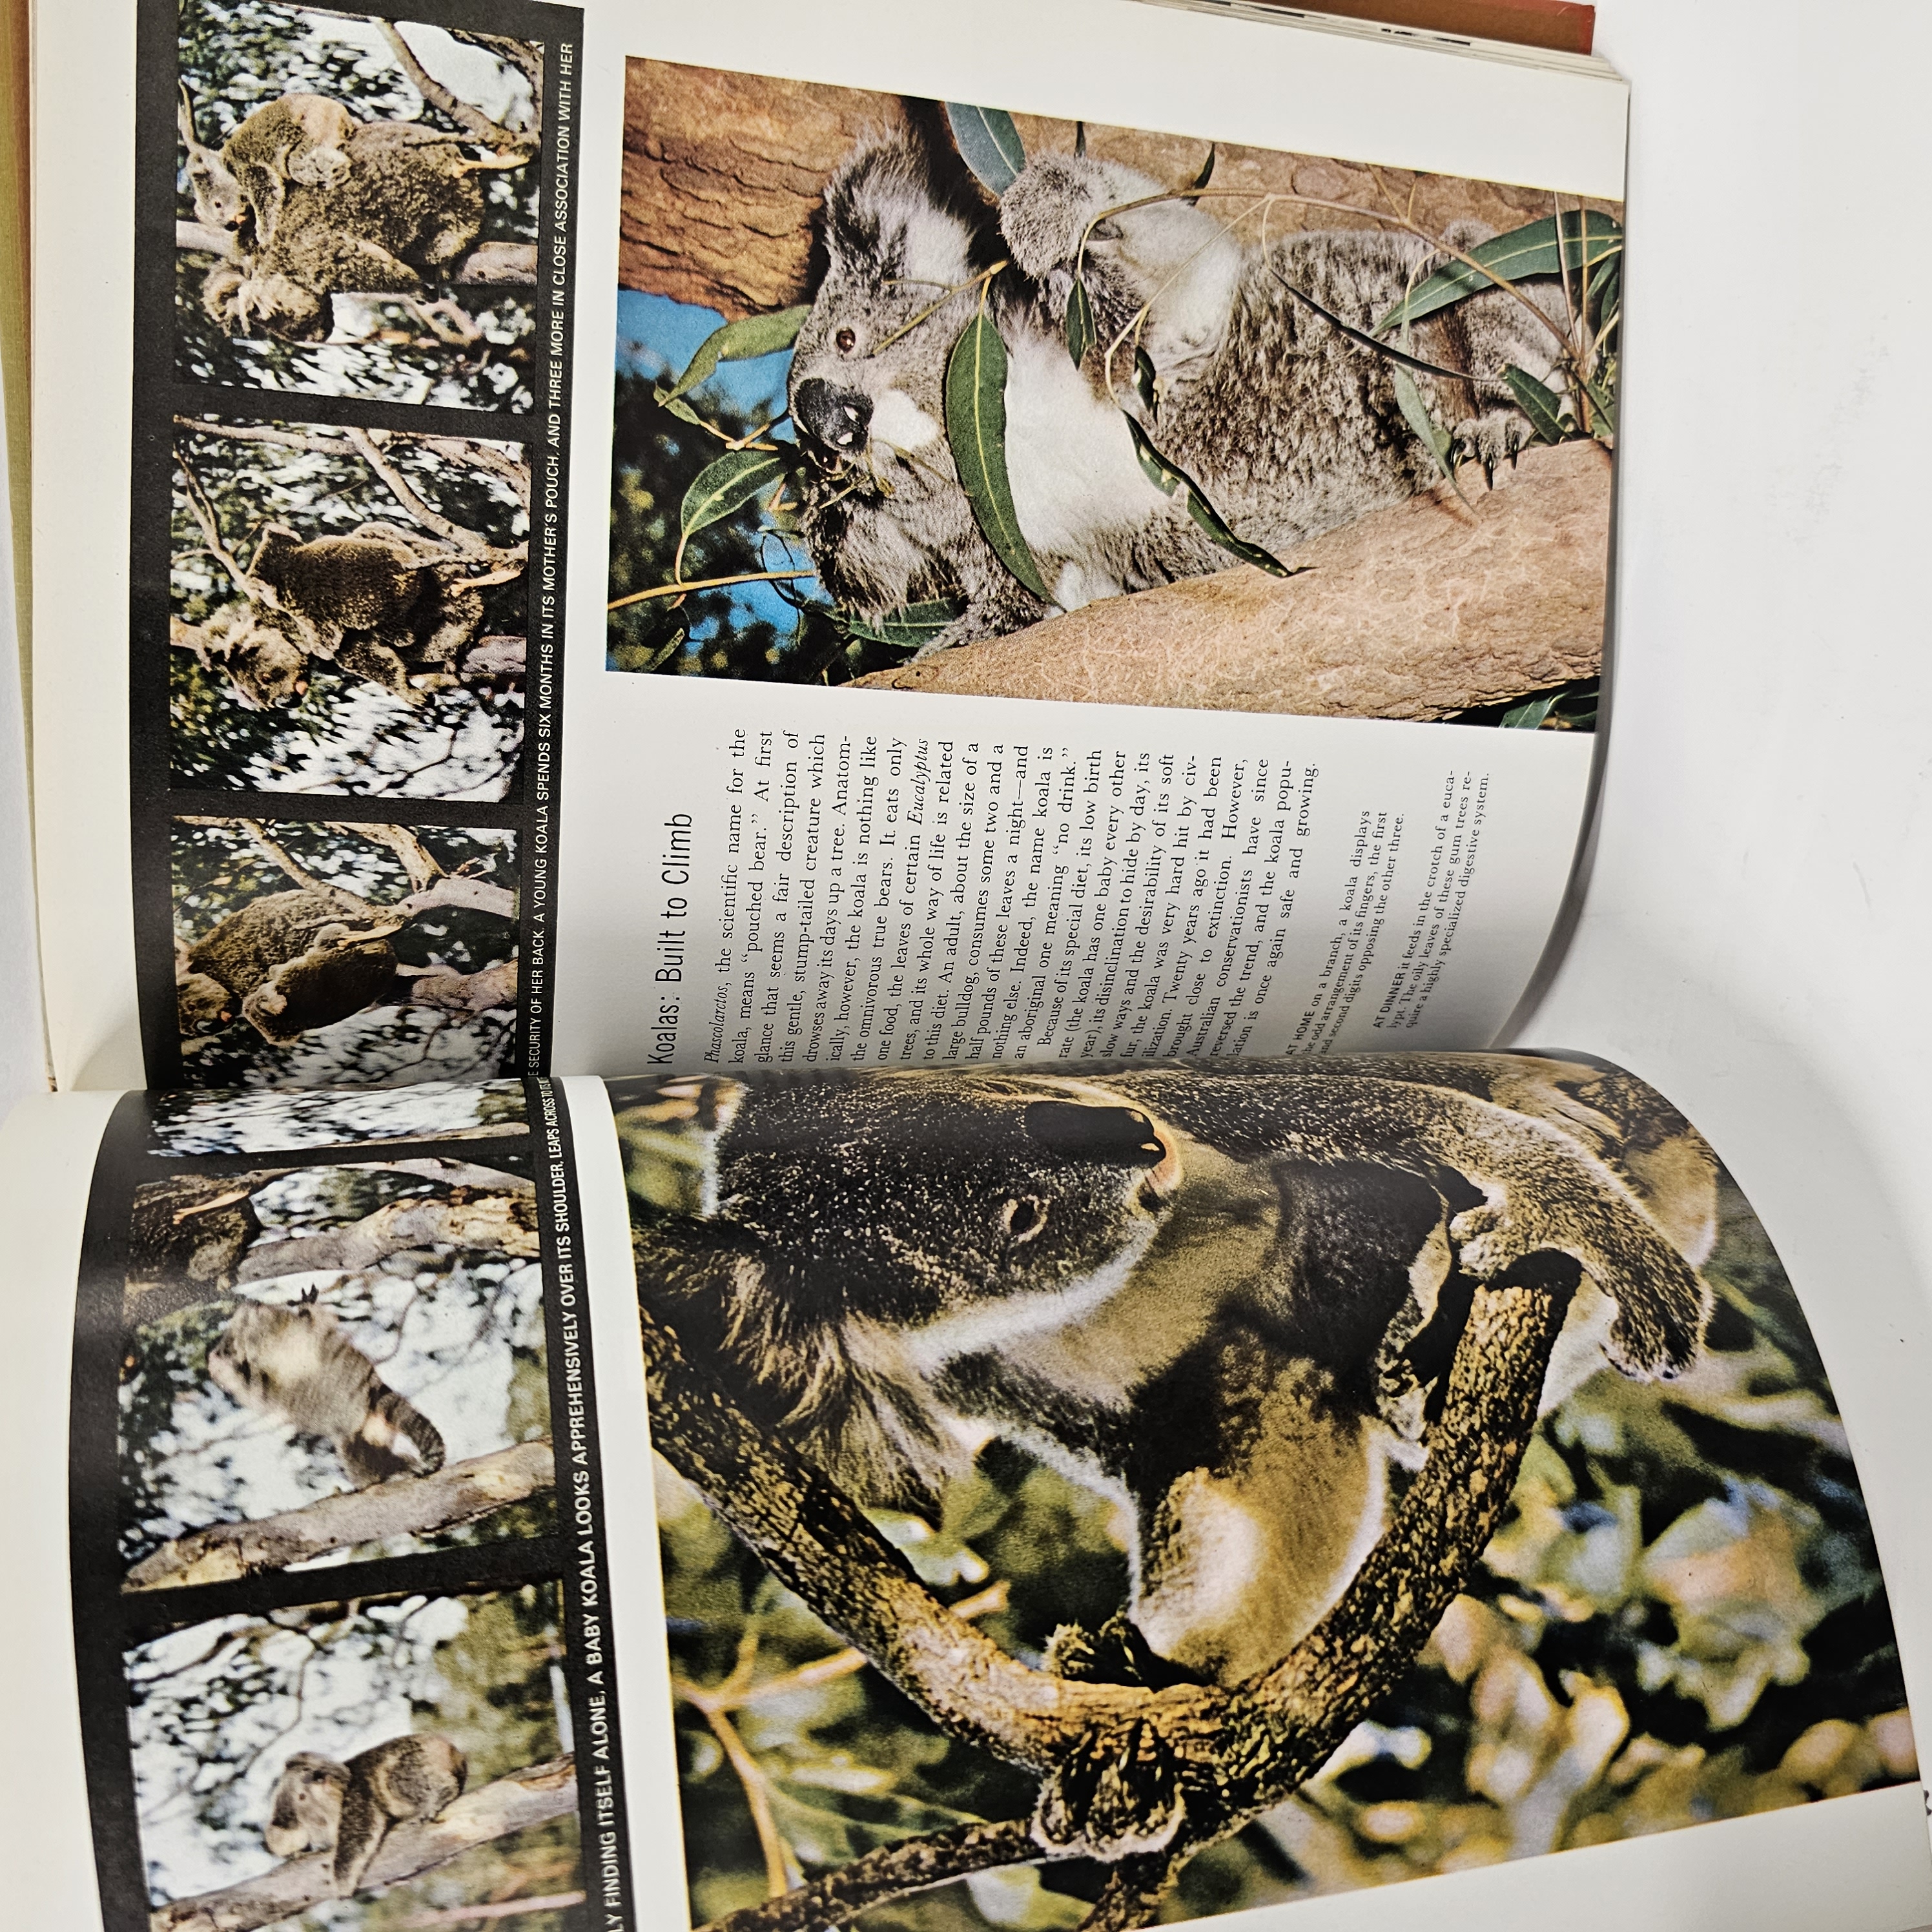 LY FINDING ITSELF ALONE, A BABY KOALA LOOKS APPREHENSIVELY OVER ITS SHOULDER, LEAPS ACROSS TO ITS
E SECURITY OF HER BACK. A YOUNG KOALA SPENDS SIX MONTHS IN ITS MOTHER'S POUCH, AND THREE MORE IN CLOSE ASSOCIATION WITH HER
Koalas: Built to Climb
Phascolarctos, the scientific name for the
koala, means “pouched bear.” At first
glance that seems a fair description of
this gentle, stump-tailed creature which
drowses away its days up a tree. Anatom-
ically, however, the koala is nothing like
the omnivorous true bears. It eats only
one food, the leaves of certain Eucalyptus
trees, and its whole way of life is related
to this diet. An adult, about the size of a
large bulldog, consumes some two and a
half pounds of these leaves a night—and
nothing else. Indeed, the name koala is
an aboriginal one meaning “no drink.”
Because of its special diet, its low birth
rate (the koala has one baby every other
year), its disinclination to hide by day, its
slow ways and the desirability of its soft
fur, the koala was very hard hit by civ-
ilization. Twenty years ago it had been
brought close to extinction. However,
Australian conservationists have since
reversed the trend, and the koala popu-
lation is once again safe and growing.
AT HOME on a branch, a koala displays
the odd arrangement of its fingers, the first
and second digits opposing the other three.
AT DINNER it feeds in the crotch of a euca-
lypt. The oily leaves of these gum trees re-
quire a highly specialized digestive system.